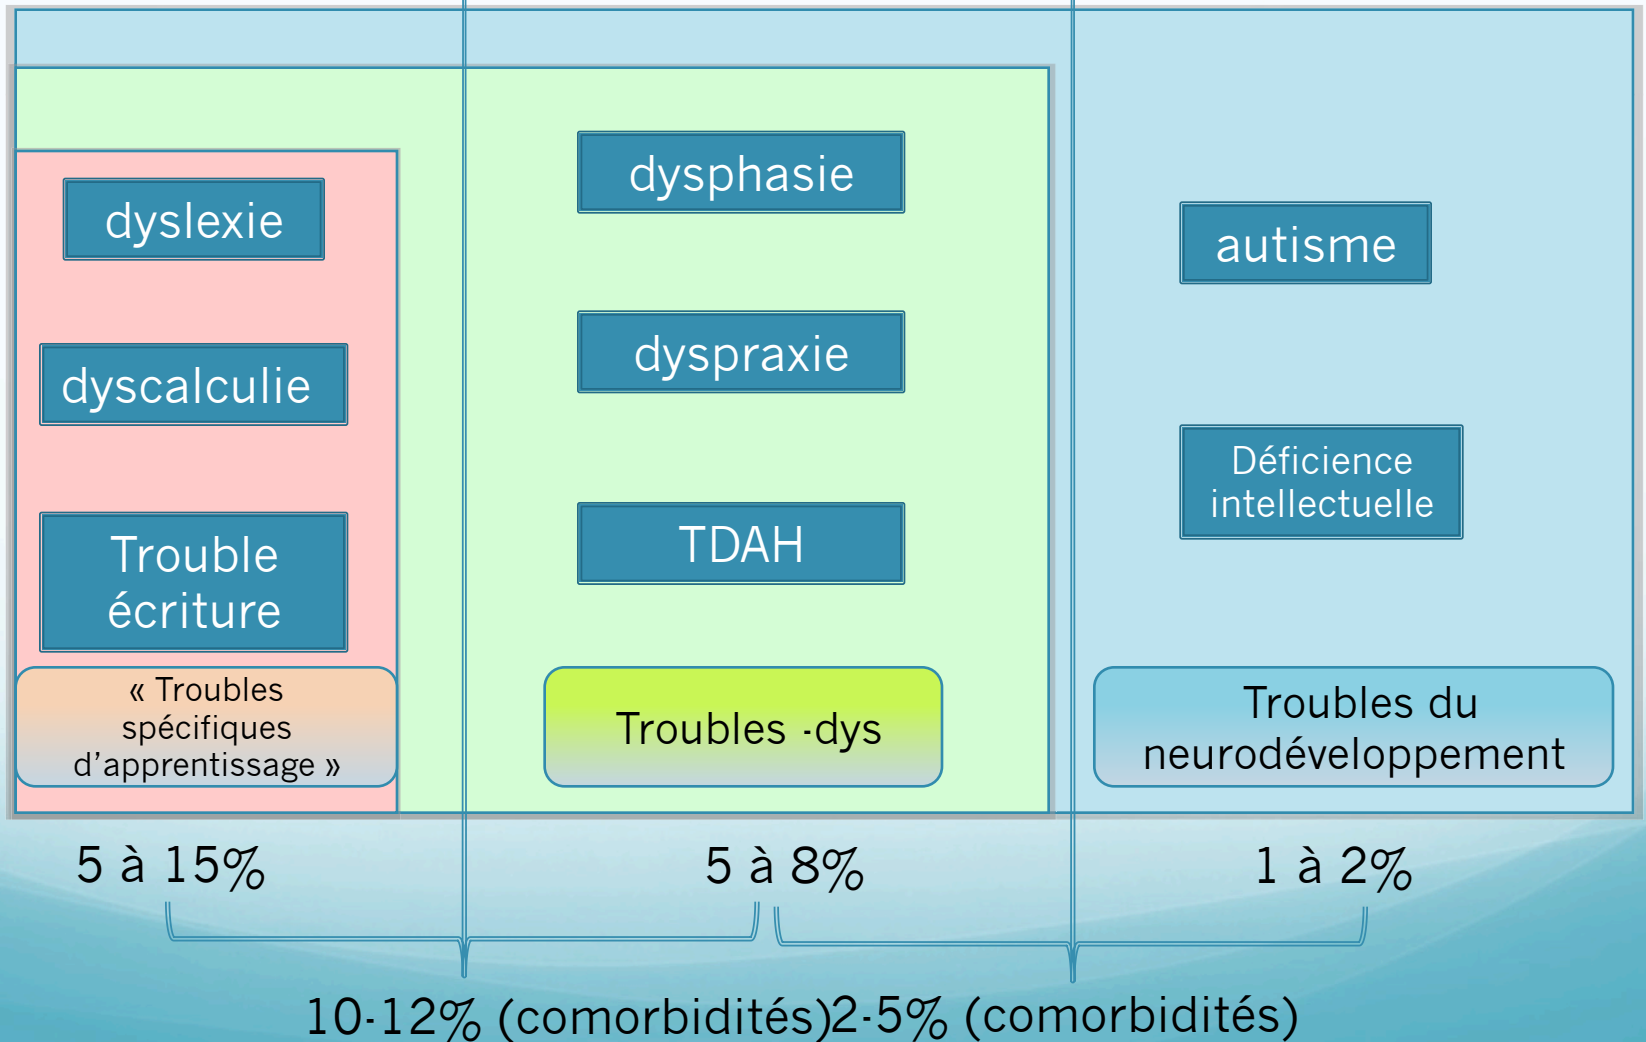 dyslexie
dyscalculie
Trouble
écriture
« Troubles
spécifiques
d’apprentissage »
dysphasie
dyspraxie
TDAH
Troubles -dys
autisme
Déficience
intellectuelle
Troubles du
neurodéveloppement
5 à 15%
5 à 8%
1 à 2%
10-12% (comorbidités)
2-5% (comorbidités)